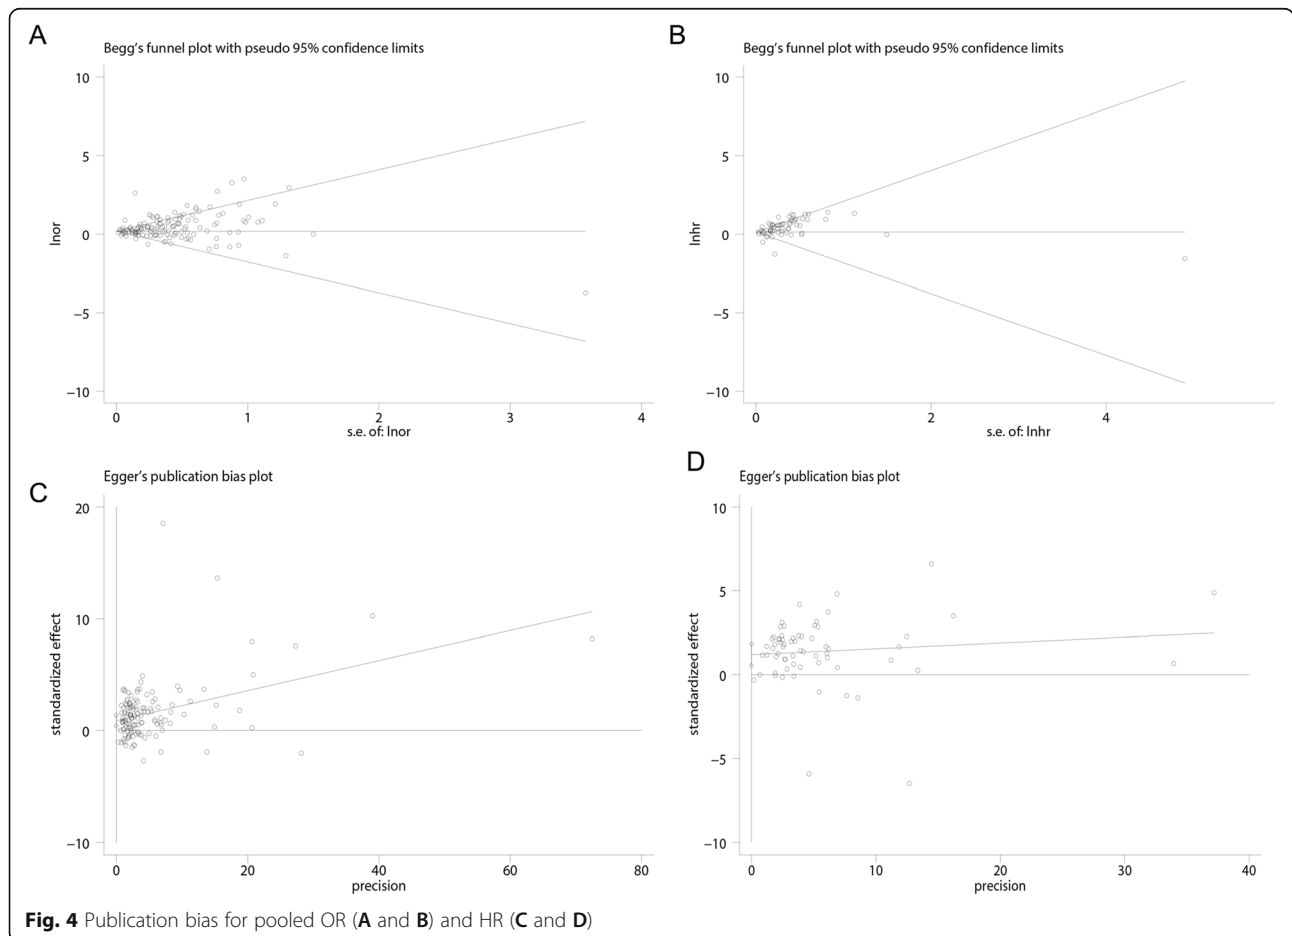 A
Begg's funnel plot with pseudo 95% confidence limits
10
5
0
−5
−10
lnor
0 1 2 3 4
s.e. of: lnor
B
Begg's funnel plot with pseudo 95% confidence limits
10
5
0
−5
−10
lnhr
0 2 4
s.e. of: lnhr
C
Egger's publication bias plot
20
10
0
−10
standardized effect
0 20 40 60 80
precision
D
Egger's publication bias plot
10
5
0
−5
−10
standardized effect
0 10 20 30 40
precision
Fig. 4 Publication bias for pooled OR (A and B) and HR (C and D)